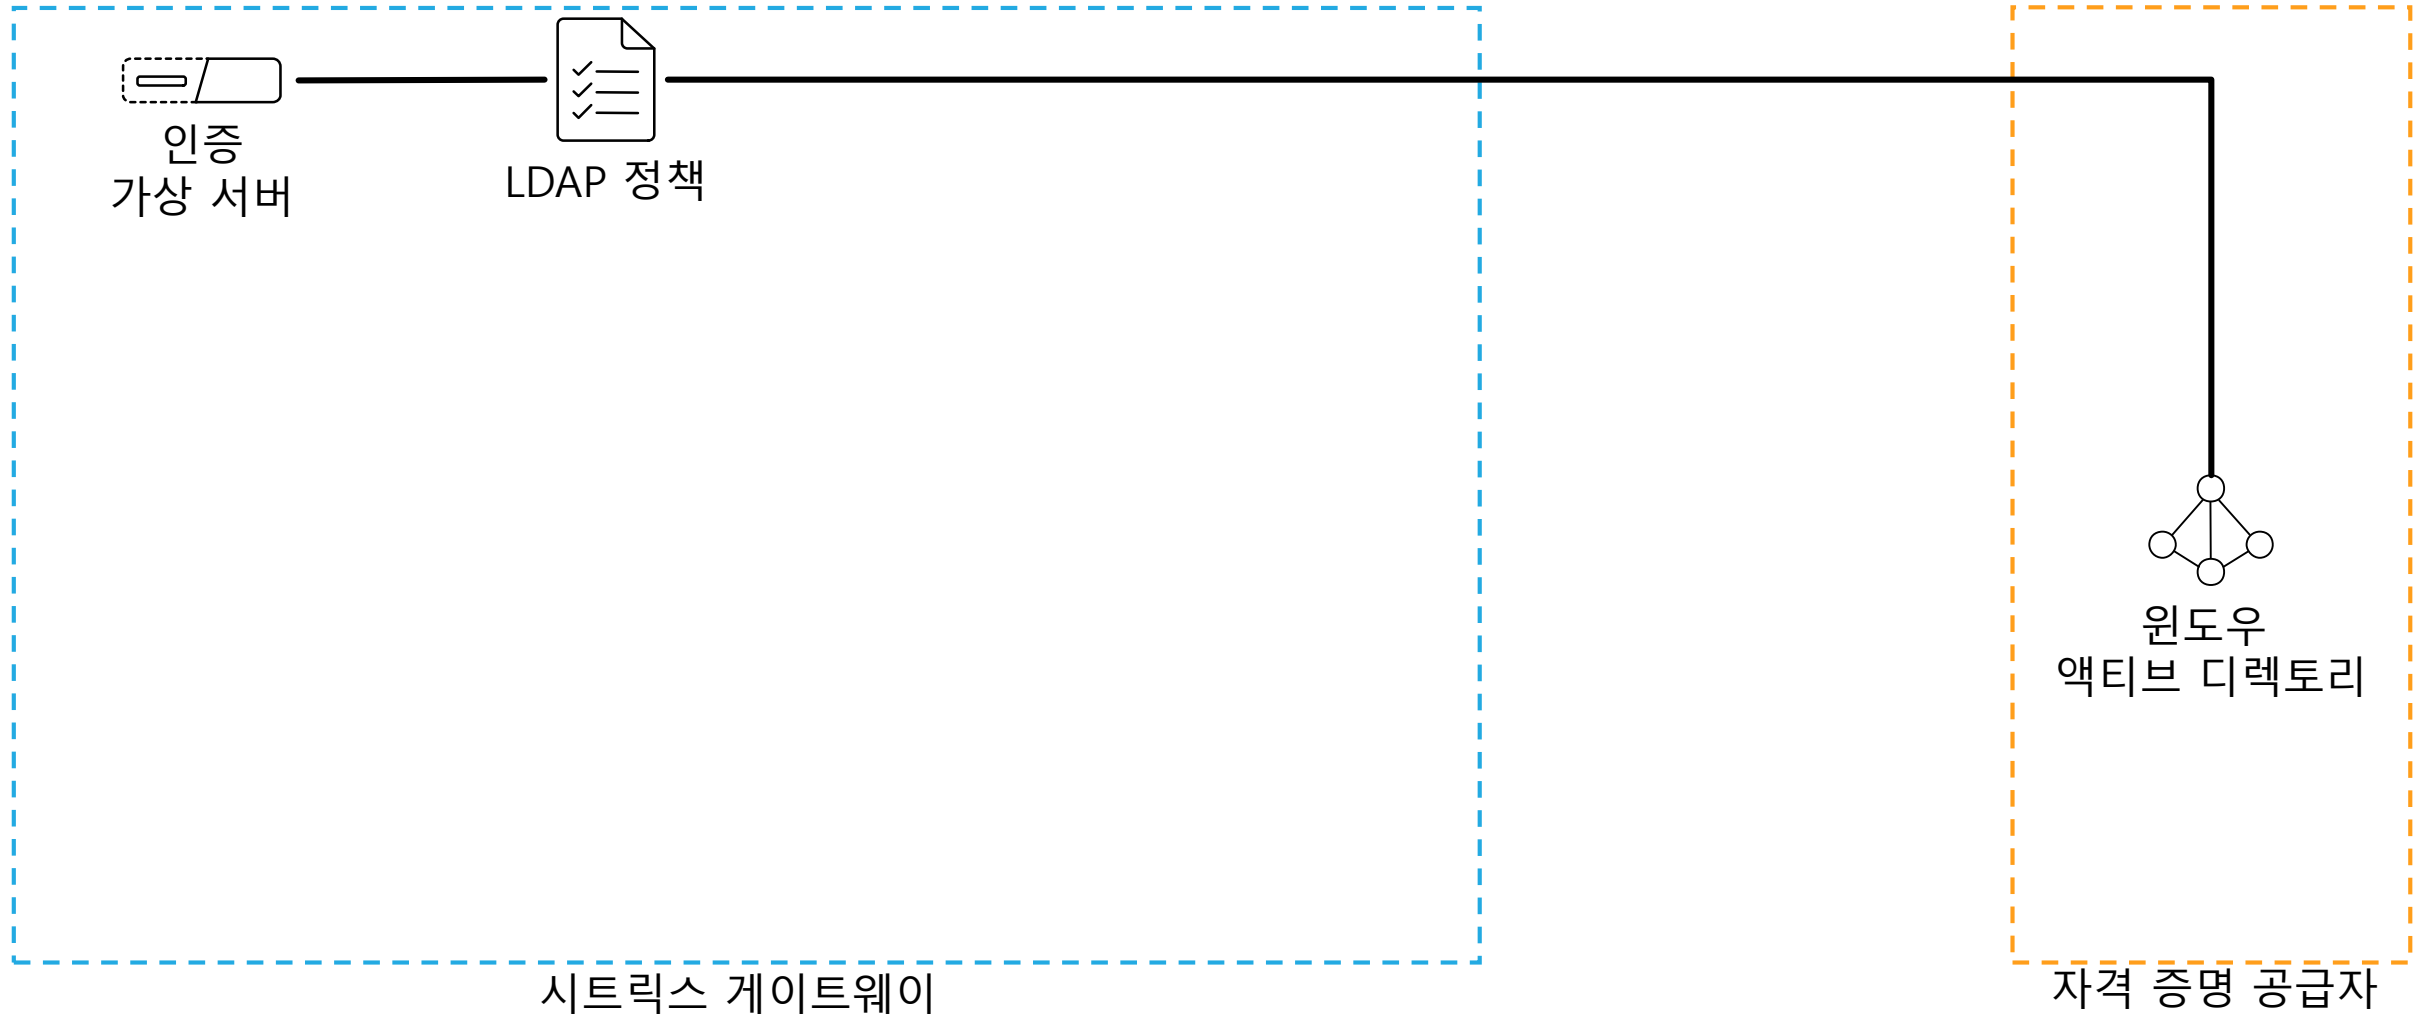 인증
가상 서버
LDAP 정책
윈도우
액티브 디렉토리
시트릭스 게이트웨이
자격 증명 공급자